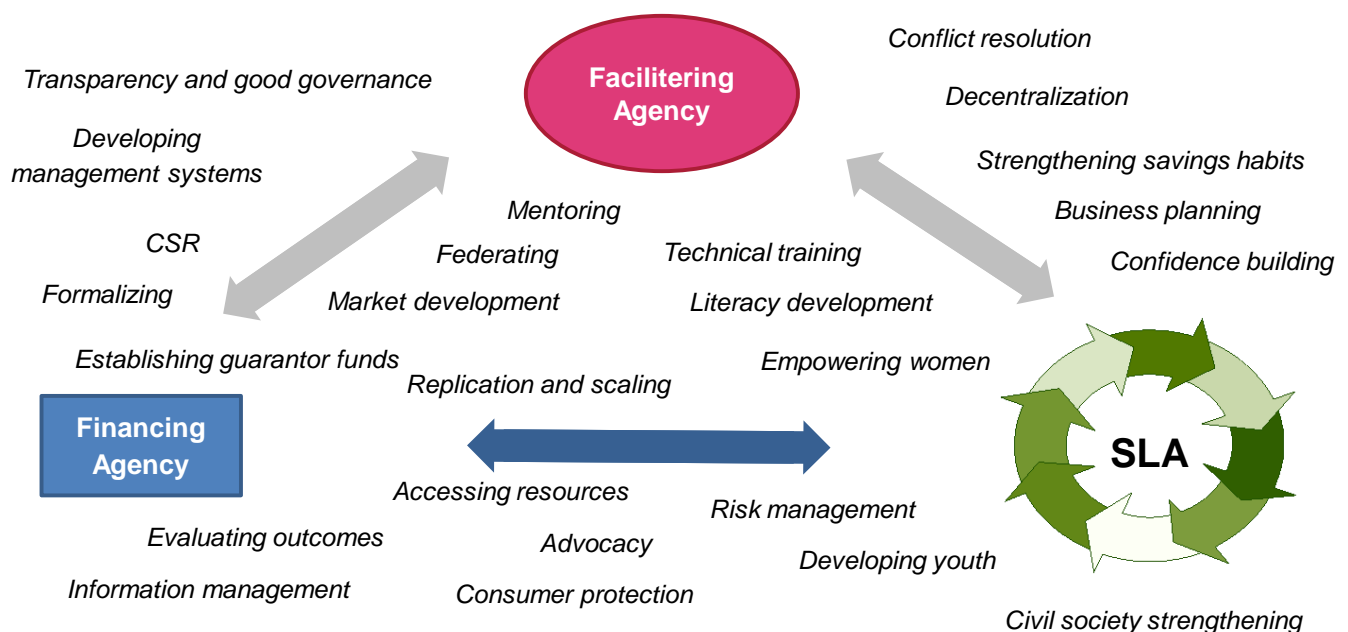 Conflict resolution
Transparency and good governance
Facilitering
Agency
Decentralization
Developing
management systems
Strengthening savings habits
Mentoring
Business planning
CSR
Federating
Technical training
Confidence building
Formalizing
Market development
Literacy development
Establishing guarantor funds
Empowering women
Replication and scaling
Financing
Agency
SLA
Accessing resources
Risk management
Evaluating outcomes
Advocacy
Developing youth
Information management
Consumer protection
Civil society strengthening